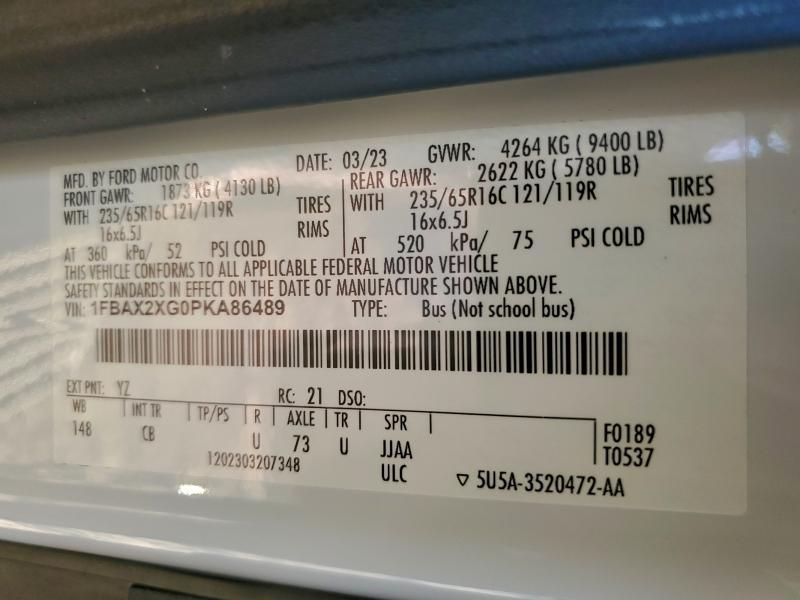 MFD. BY FORD MOTOR CO. DATE: 03/23 GVWR: 4264 KG ( 9400 LB)
FRONT GAWR: 1873 KG ( 4130 LB) REAR GAWR: 2622 KG ( 5780 LB)
WITH 235/65R16C 121/119R TIRES WITH 235/65R16C 121/119R TIRES
16x6.5J RIMS 16x6.5J RIMS
AT 360 kPa/ 52 PSI COLD AT 520 kPa/ 75 PSI COLD
THIS VEHICLE CONFORMS TO ALL APPLICABLE FEDERAL MOTOR VEHICLE
SAFETY STANDARDS IN EFFECT ON THE DATE OF MANUFACTURE SHOWN ABOVE.
VIN: 1FBAX2XG0PKA86489 TYPE: Bus (Not school bus)
EXT PNT: YZ RC: 21 DSO:
WB INT TR TP/PS R AXLE TR SPR
148 CB U 73 U JJAA F0189
1202303207348 ULC T0537
▽ 5U5A-3520472-AA